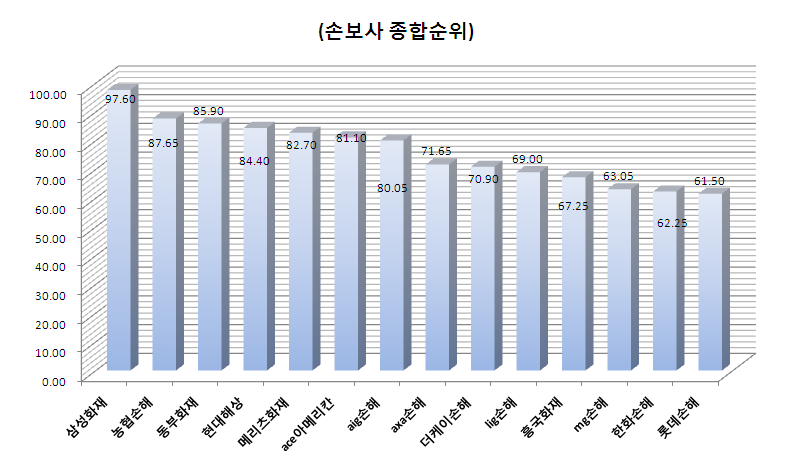 (손보사 종합순위)
100.00
90.00
80.00
70.00
60.00
50.00
40.00
30.00
20.00
10.00
0.00
97.60
87.65
85.90
84.40
82.70
81.10
80.05
71.65
70.90
69.00
67.25
63.05
62.25
61.50
삼성화재
농협손해
동부화재
현대해상
메리츠화재
ace아메리칸
aig손해
axa손해
더케이손해
lig손해
흥국화재
mg손해
한화손해
롯데손해